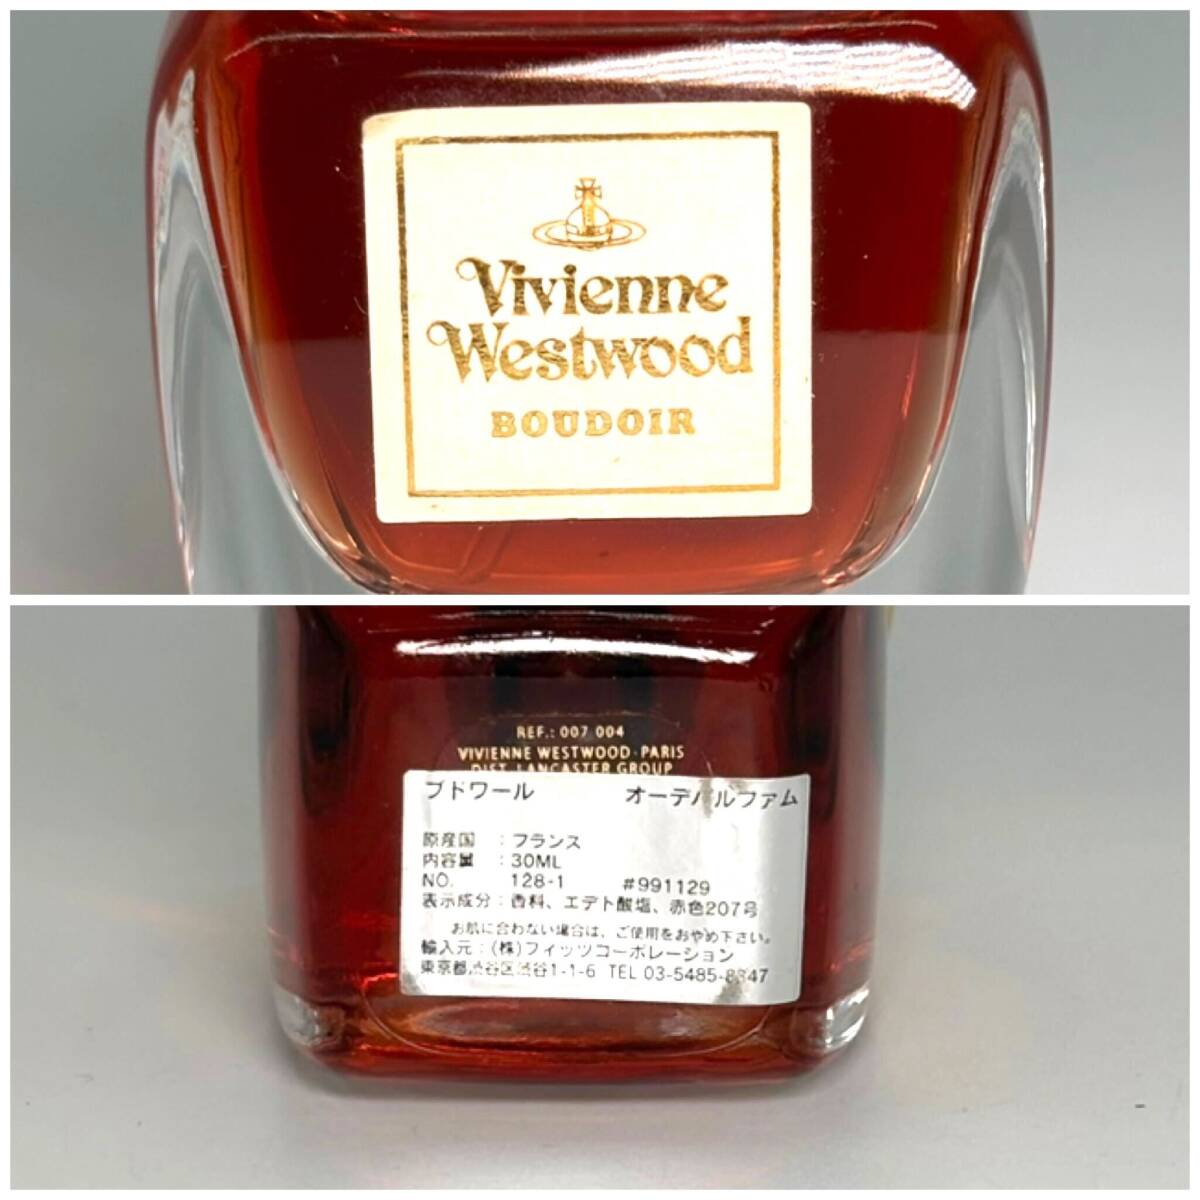 Vivienne
Westwood
BOUDOIR
REF.: 007 004
VIVIENNE WESTWOOD · PARIS
DIST. LANCASTER GROUP
ブドワール オーデパルファム
原産国 : フランス
内容量 : 30ML
NO. 128-1 #991129
表示成分 : 香料、エデト酸塩、赤色207号
お肌に合わない場合は、ご使用をおやめ下さい。
輸入元 : (株)フィッツコーポレーション
東京都渋谷区渋谷1-1-6 TEL 03-5485-8847